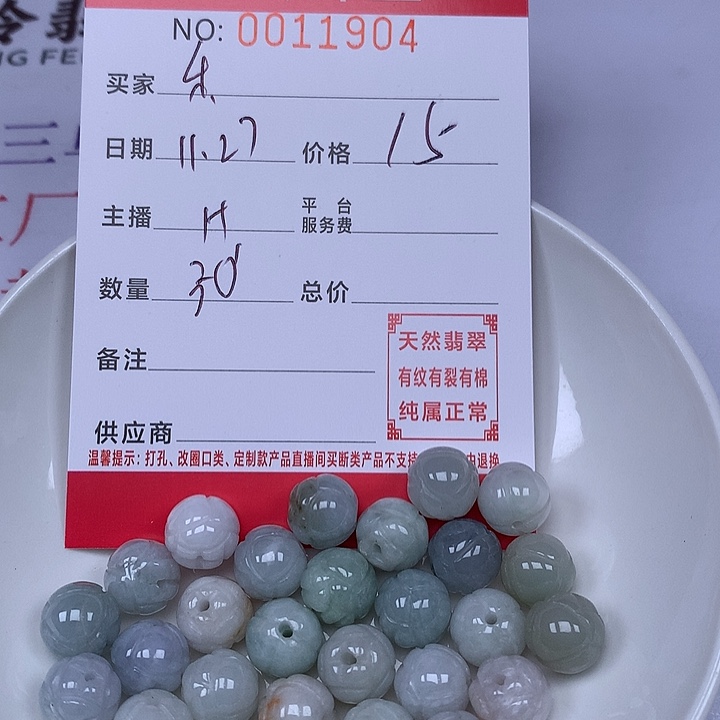 NO: 0011904
买家 朱
日期 11.27 价格 15
主播 H 平台服务费
数量 30 总价
备注
供应商
天然翡翠
有纹有裂有棉
纯属正常
温馨提示：打孔、改圈口类、定制款产品直播间买断类产品不支持
退换